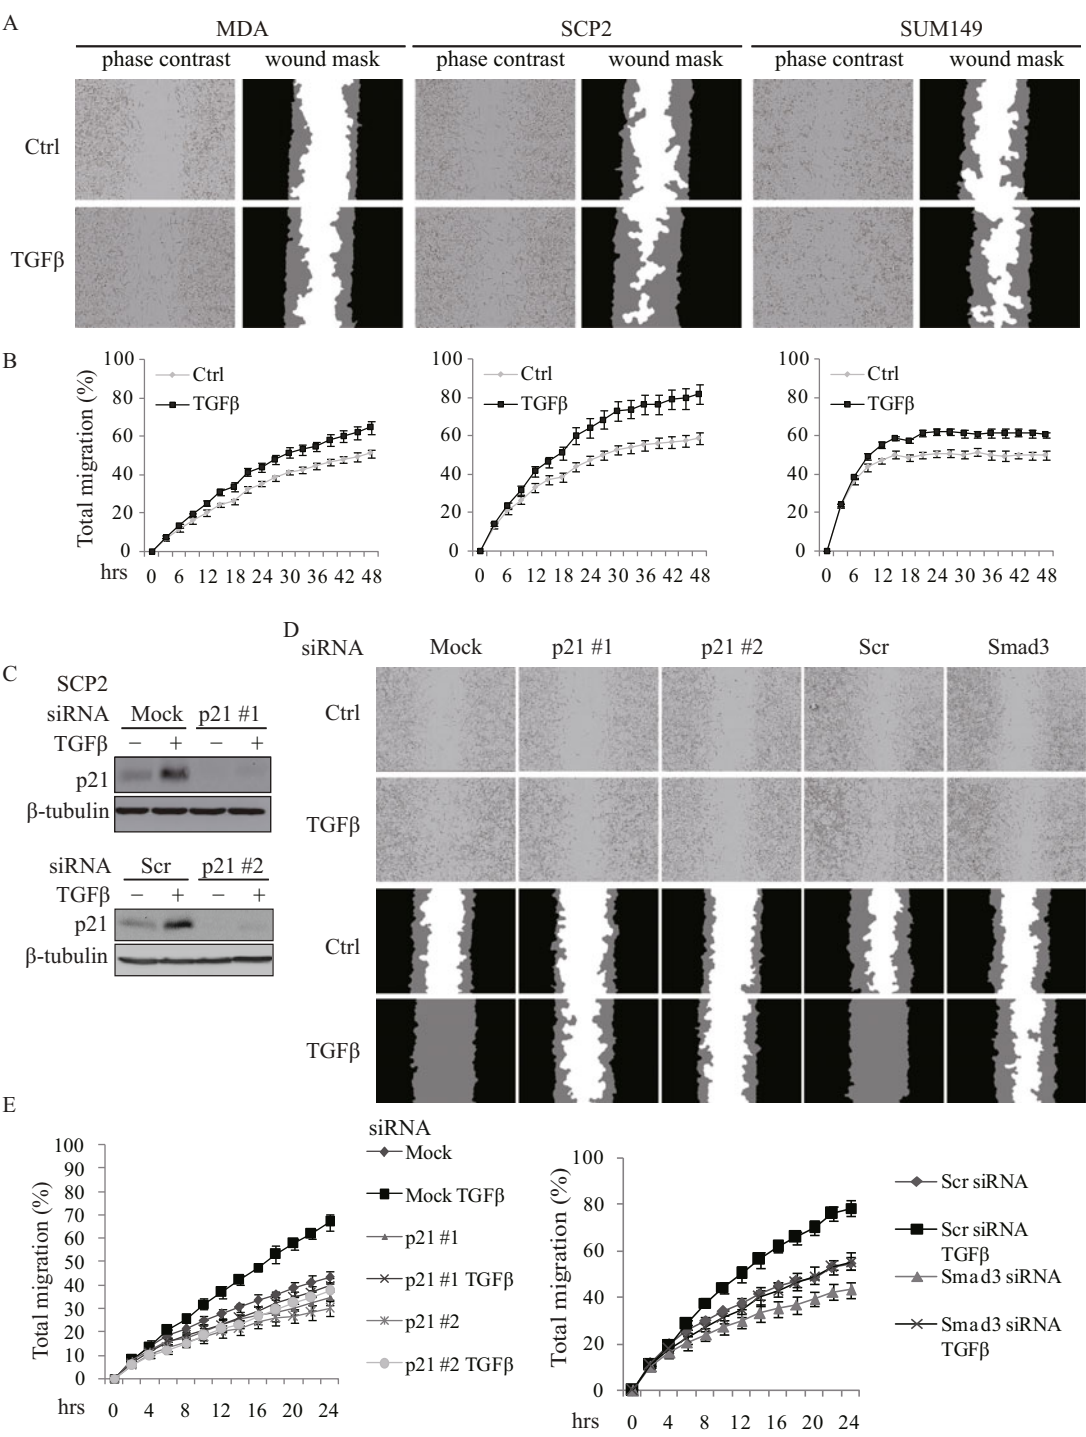 A
MDA SCP2 SUM149
phase contrast wound mask phase contrast wound mask phase contrast wound mask
Ctrl
TGFβ
B
Total migration (%)
100
80
60
40
20
0
Ctrl
TGFβ
hrs 0 6 12 18 24 30 36 42 48
100
80
60
40
20
0
Ctrl
TGFβ
0 6 12 18 24 30 36 42 48
100
80
60
40
20
0
Ctrl
TGFβ
0 6 12 18 24 30 36 42 48
C
SCP2
siRNA Mock p21 #1
TGFβ – + – +
p21
β-tubulin
siRNA Scr p21 #2
TGFβ – + – +
p21
β-tubulin
D
siRNA Mock p21 #1 p21 #2 Scr Smad3
Ctrl
TGFβ
Ctrl
TGFβ
E
Total migration (%)
100
90
80
70
60
50
40
30
20
10
0
hrs 0 4 8 12 16 20 24
siRNA
Mock
Mock TGFβ
p21 #1
p21 #1 TGFβ
p21 #2
p21 #2 TGFβ
Total migration (%)
100
80
60
40
20
0
hrs 0 4 8 12 16 20 24
Scr siRNA
Scr siRNA
TGFβ
Smad3 siRNA
Smad3 siRNA
TGFβ